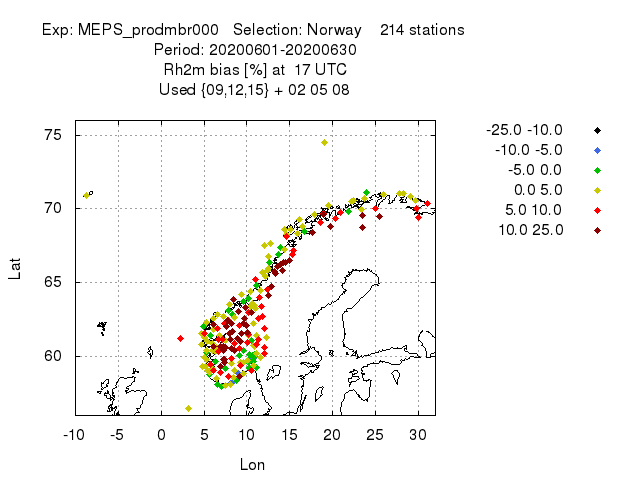 Exp: MEPS_prodmbr000 Selection: Norway 214 stations
Period: 20200601-20200630
Rh2m bias [%] at 17 UTC
Used {09,12,15} + 02 05 08
-25.0 -10.0
-10.0 -5.0
-5.0 0.0
0.0 5.0
5.0 10.0
10.0 25.0
75
70
65
60
Lat
-10 -5 0 5 10 15 20 25 30
Lon